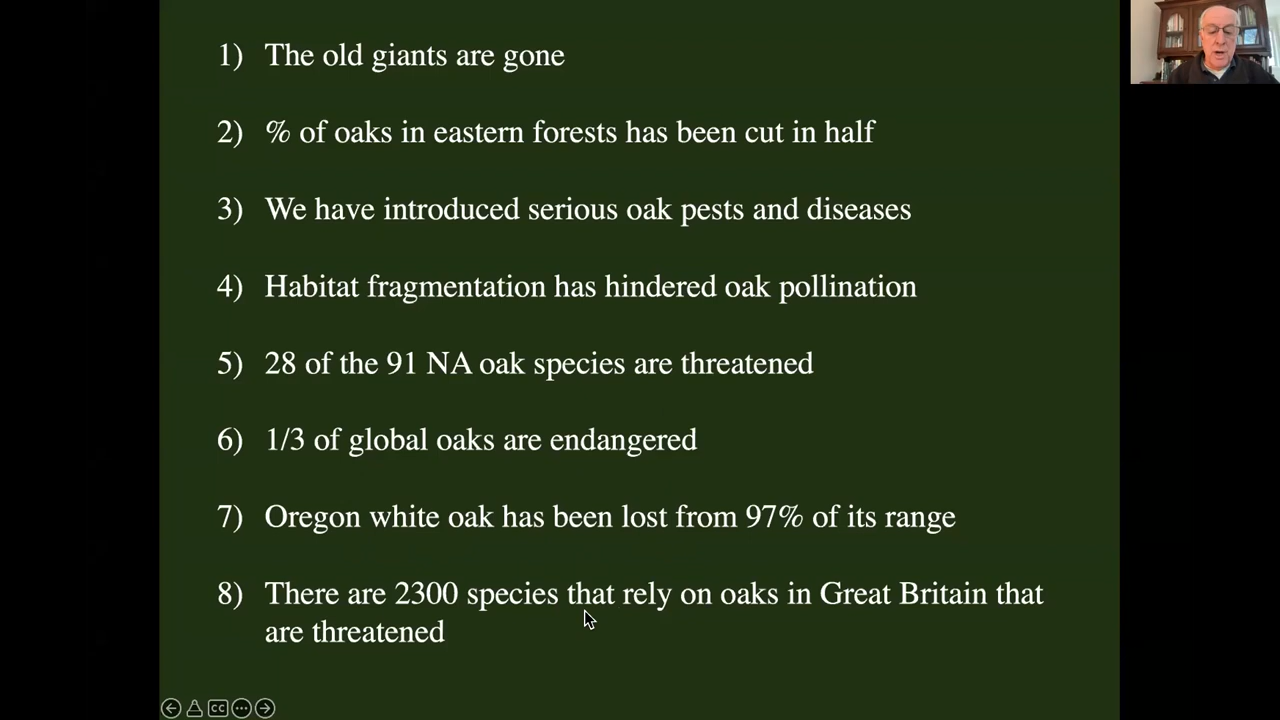 1) The old giants are gone
2) % of oaks in eastern forests has been cut in half
3) We have introduced serious oak pests and diseases
4) Habitat fragmentation has hindered oak pollination
5) 28 of the 91 NA oak species are threatened
6) 1/3 of global oaks are endangered
7) Oregon white oak has been lost from 97% of its range
8) There are 2300 species that rely on oaks in Great Britain that
are threatened
CC